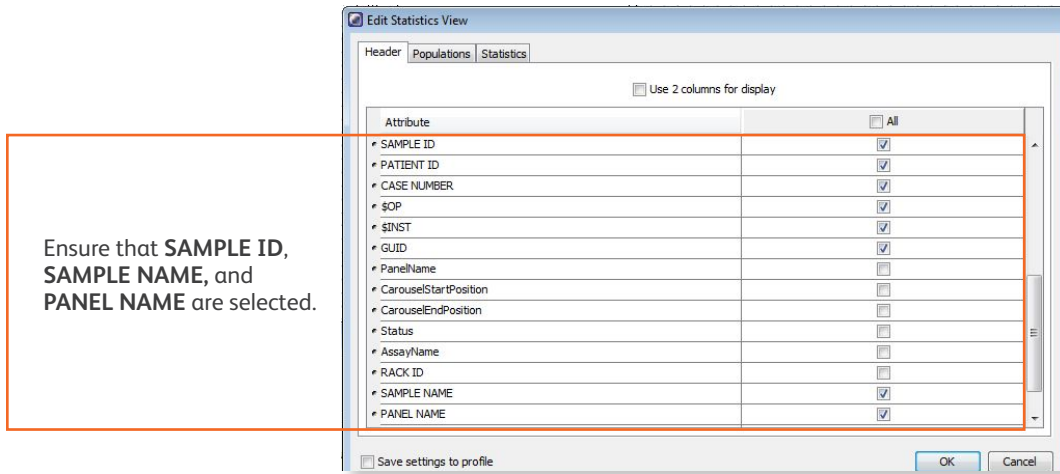 Edit Statistics View
Header Populations Statistics
Use 2 columns for display
Attribute All
SAMPLE ID
PATIENT ID
CASE NUMBER
$OP
$INST
GUID
PanelName
CarouselStartPosition
CarouselEndPosition
Status
AssayName
RACK ID
SAMPLE NAME
PANEL NAME
Ensure that SAMPLE ID,
SAMPLE NAME, and
PANEL NAME are selected.
Save settings to profile
OK Cancel